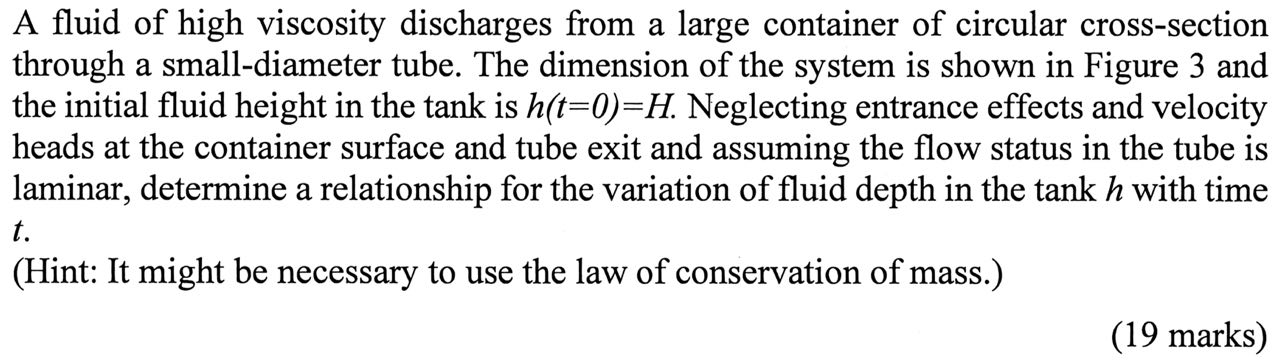 A fluid of high viscosity discharges from a large container of circular cross-section
through a small-diameter tube. The dimension of the system is shown in Figure 3 and
the initial fluid height in the tank is h(t=0)=H. Neglecting entrance effects and velocity
heads at the container surface and tube exit and assuming the flow status in the tube is
laminar, determine a relationship for the variation of fluid depth in the tank h with time
t.
(Hint: It might be necessary to use the law of conservation of mass.)
(19 marks)